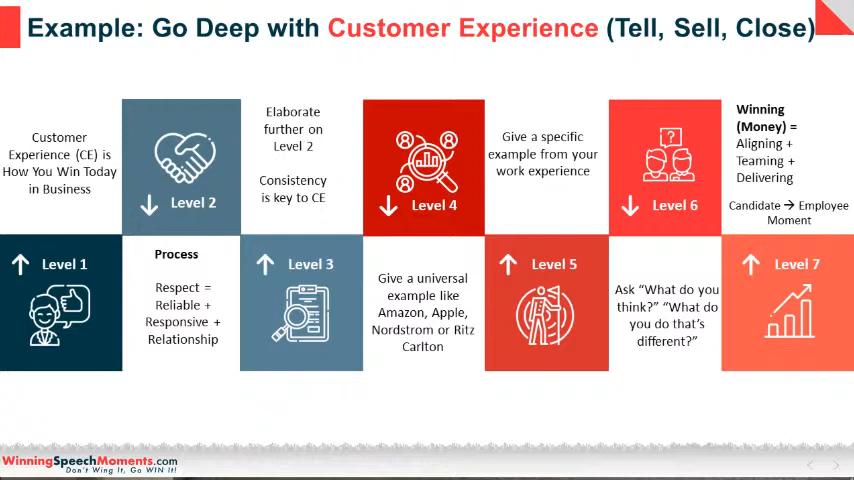 Example: Go Deep with Customer Experience (Tell, Sell, Close)
Customer
Experience (CE) is
How You Win Today
in Business
Level 1
Level 2
Process
Respect =
Reliable +
Responsive +
Relationship
Elaborate
further on
Level 2
Consistency
is key to CE
Level 3
Level 4
Give a universal
example like
Amazon, Apple,
Nordstrom or Ritz
Carlton
Give a specific
example from your
work experience
Level 5
Level 6
Ask “What do you
think?” “What do
you do that’s
different?”
Winning
(Money) =
Aligning +
Teaming +
Delivering
Candidate → Employee
Moment
Level 7
WinningSpeechMoments.com
Don't Wing It, Go WIN It!